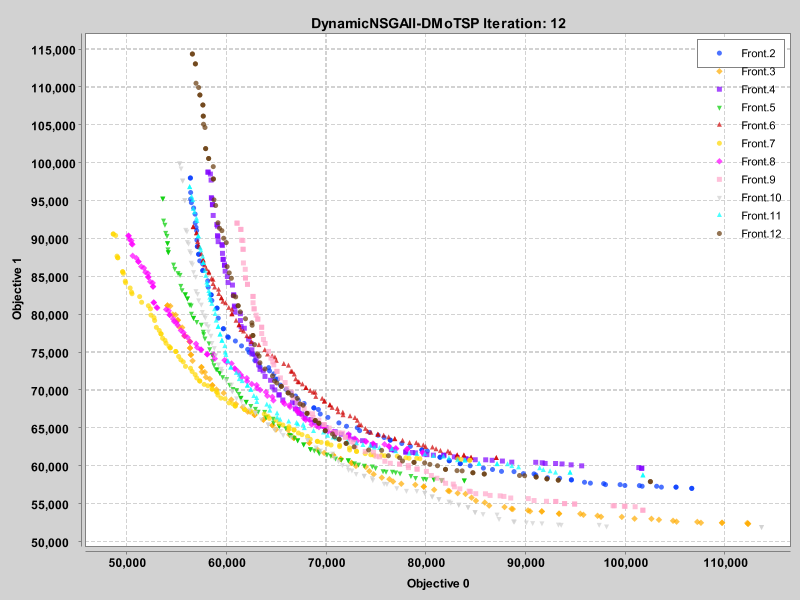 DynamicNSGAII-DMoTSP Iteration: 12
Front.2
Front.3
Front.4
Front.5
Front.6
Front.7
Front.8
Front.9
Front.10
Front.11
Front.12
115,000
110,000
105,000
100,000
95,000
90,000
85,000
80,000
75,000
70,000
65,000
60,000
55,000
50,000
Objective 1
50,000 60,000 70,000 80,000 90,000 100,000 110,000
Objective 0